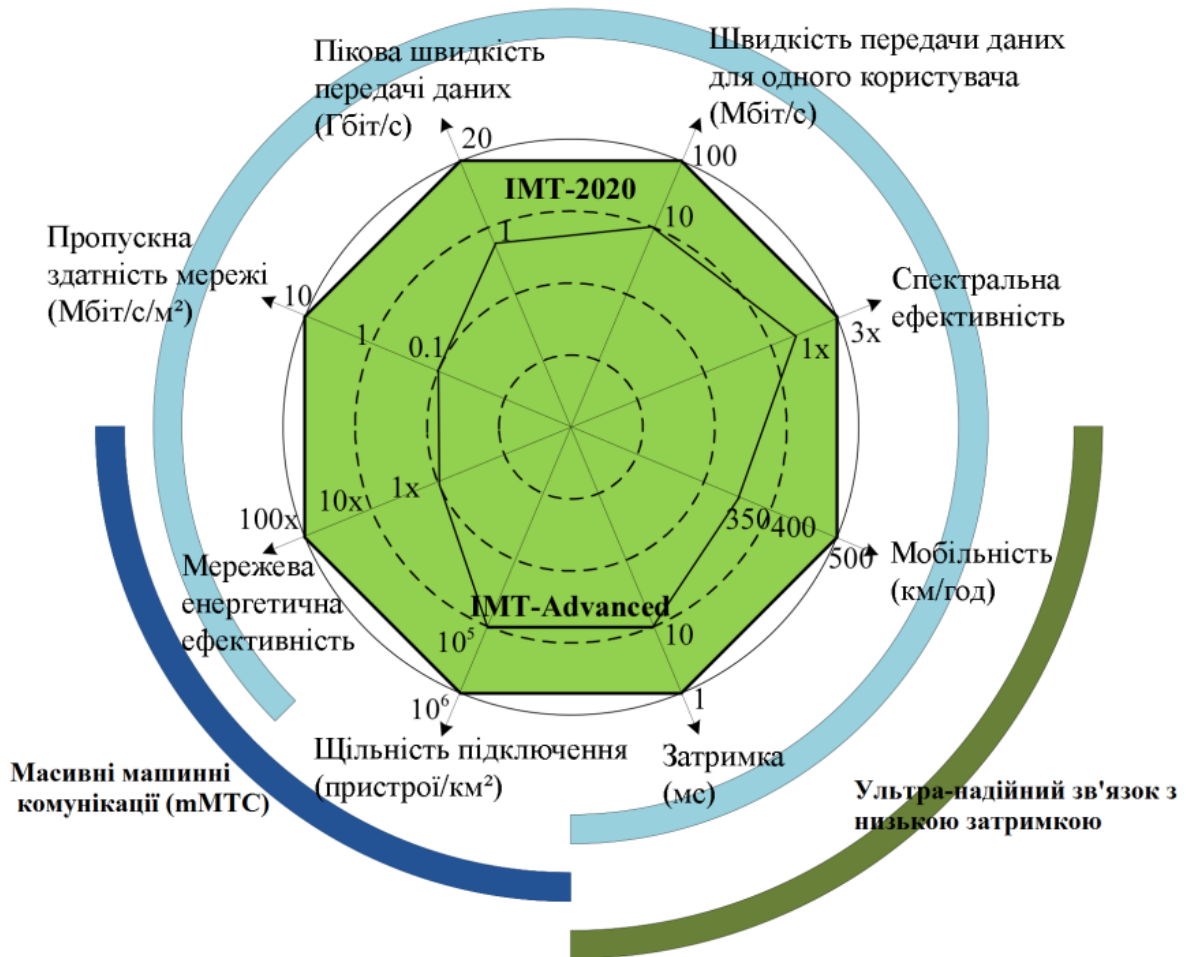 Пікова швидкість
передачі даних
(Гбіт/с)
Швидкість передачи даних
для одного користувача
(Мбіт/с)
20
100
IMT-2020
1
10
Пропускна
здатність мережі
(Мбіт/с/м²)
10
1
0.1
Спектральна
ефективність
3x
1x
100x
10x
1x
350
400
500
Мобільність
(км/год)
Мережева
енергетична
ефективність
IMT-Advanced
10⁵
10
10⁶
1
Щільність підключення
(пристрої/км²)
Затримка
(мс)
Масивні машинні
комунікації (mMTC)
Ультра-надійний зв'язок з
низькою затримкою